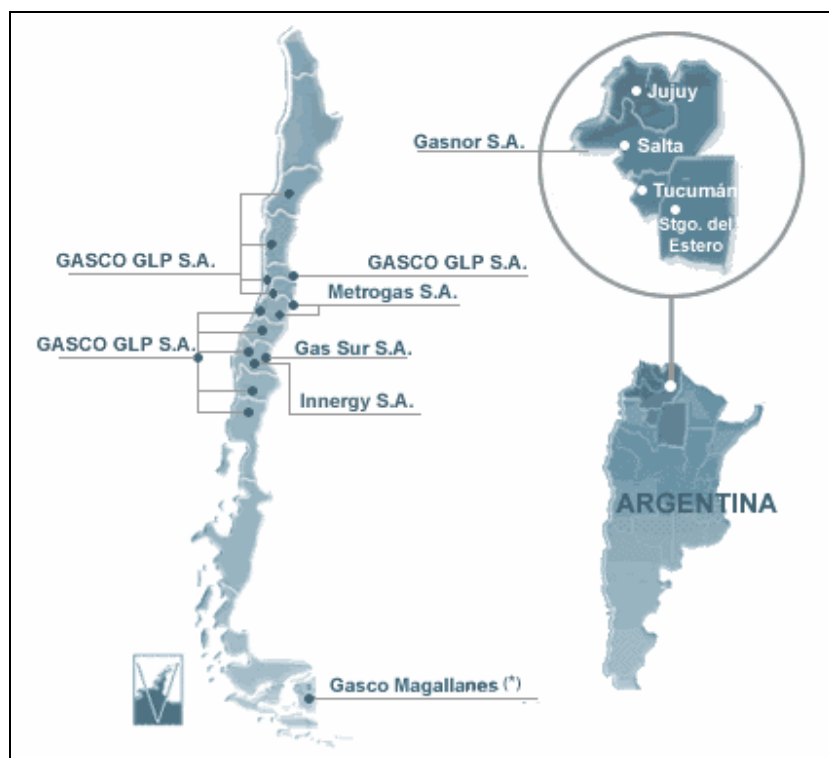 Jujuy
Gasnor S.A.
Salta
Tucumán
Stgo. del
Estero
GASCO GLP S.A.
GASCO GLP S.A.
Metrogas S.A.
GASCO GLP S.A.
Gas Sur S.A.
Innergy S.A.
ARGENTINA
Gasco Magallanes (*)